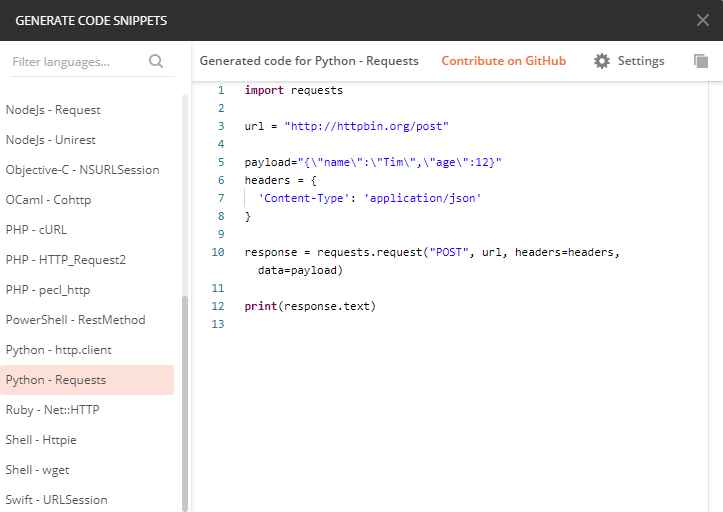 GENERATE CODE SNIPPETS
Filter languages...
NodeJs - Request
NodeJs - Unirest
Objective-C - NSURLSession
OCaml - Cohttp
PHP - cURL
PHP - HTTP_Request2
PHP - pecl_http
PowerShell - RestMethod
Python - http.client
Python - Requests
Ruby - Net::HTTP
Shell - Httpie
Shell - wget
Swift - URLSession
Generated code for Python - Requests Contribute on GitHub Settings
1 import requests
2
3 url = "http://httpbin.org/post"
4
5 payload="{\"name\":\"Tim\",\"age\":12}"
6 headers = {
7 'Content-Type': 'application/json'
8 }
9
10 response = requests.request("POST", url, headers=headers,
data=payload)
11
12 print(response.text)
13